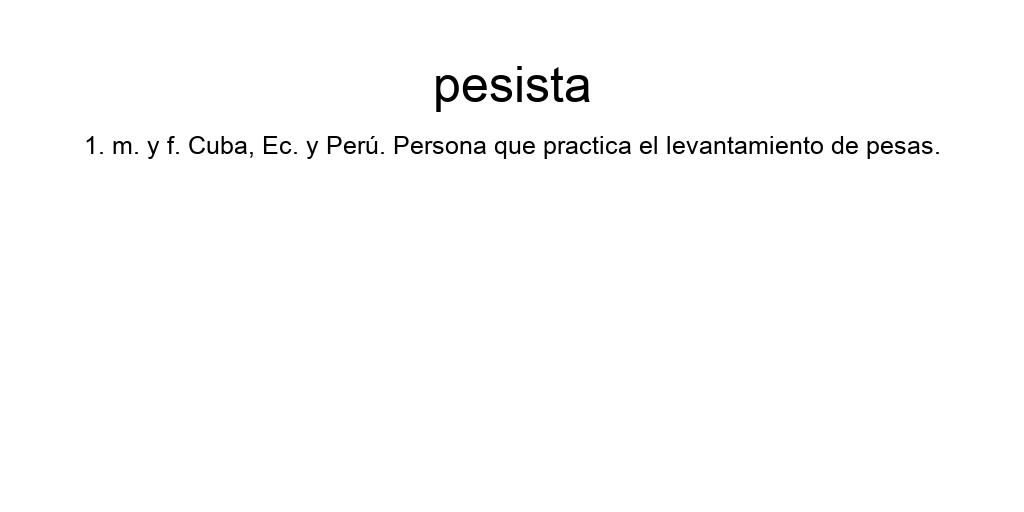 pesista
1. m. y f. Cuba, Ec. y Perú. Persona que practica el levantamiento de pesas.